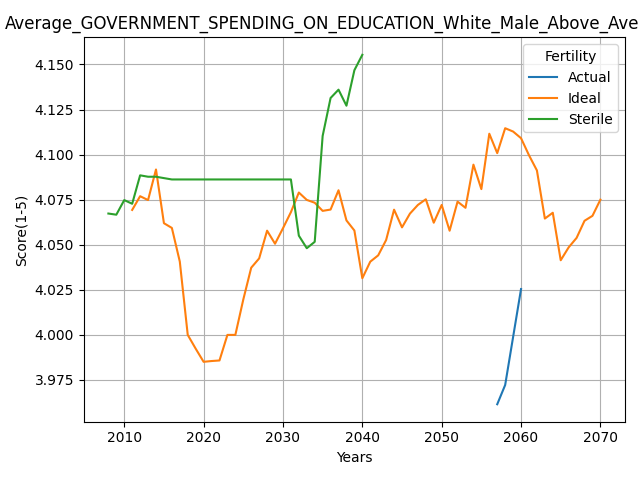 Average_GOVERNMENT_SPENDING_ON_EDUCATION_White_Male_Above_Ave
Fertility
Actual
Ideal
Sterile
Score(1-5)
4.150
4.125
4.100
4.075
4.050
4.025
4.000
3.975
2010 2020 2030 2040 2050 2060 2070
Years